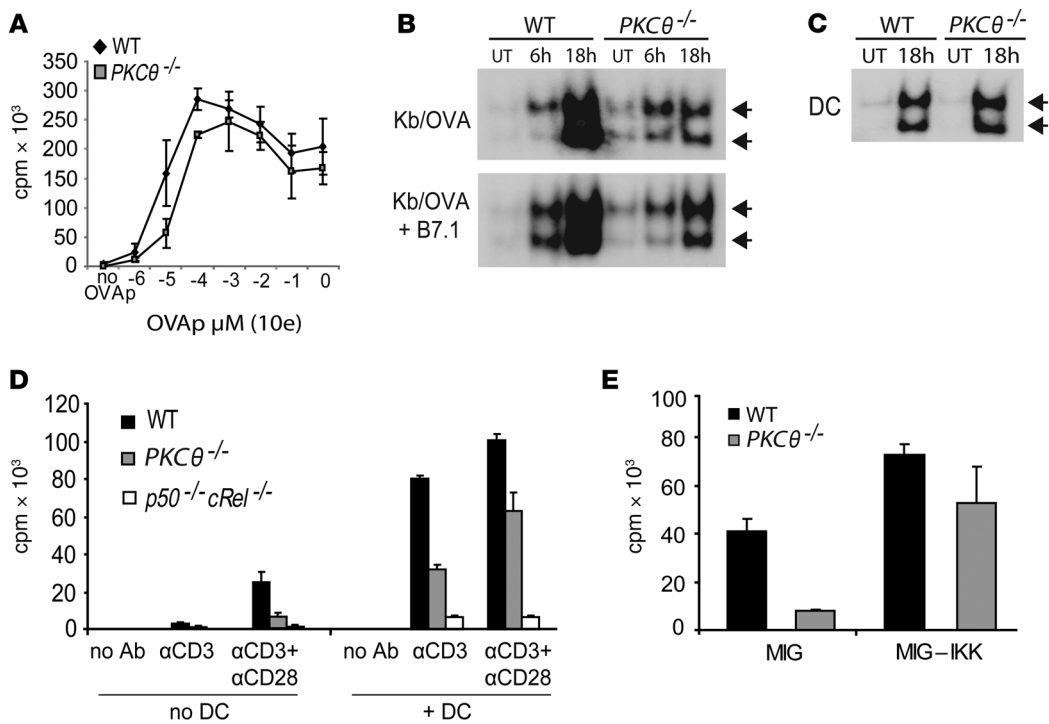 A
WT
PKCθ -/-
350
300
250
200
150
100
50
0
cpm × 10³
no OVAp
-6
-5
-4
-3
-2
-1
0
OVAp µM (10e)
B
WT
PKCθ -/-
UT 6h 18h UT 6h 18h
Kb/OVA
Kb/OVA
+ B7.1
C
WT
PKCθ -/-
UT 18h UT 18h
DC
D
120
100
80
60
40
20
0
cpm × 10³
WT
PKCθ -/-
p50 -/- cRel -/-
no Ab αCD3 αCD3+
αCD28
no Ab αCD3 αCD3+
αCD28
no DC
+ DC
E
100
80
60
40
20
0
cpm × 10³
WT
PKCθ -/-
MIG
MIG–IKK